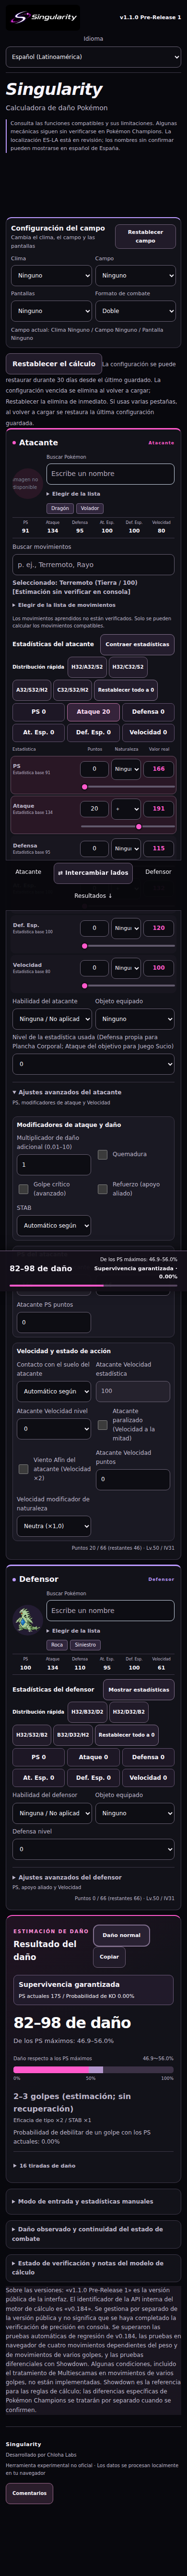 Singularity
v1.1.0 Pre-Release 1
Idioma
Español (Latinoamérica)
Singularity
Calculadora de daño Pokémon
Consulta las funciones compatibles y sus limitaciones. Algunas
mecánicas siguen sin verificarse en Pokémon Champions. La
localización ES-LA está en revisión; los nombres sin confirmar
pueden mostrarse en español de España.
Configuración del campo
Cambia el clima, el campo y las
pantallas
Restablecer
campo
Clima
Campo
Ninguno
Ninguno
Pantallas
Formato de combate
Ninguno
Doble
Campo actual: Clima Ninguno / Campo Ninguno / Pantalla
Ninguno
Restablecer el cálculo
La configuración se puede
restaurar durante 30 días desde el último guardado. La
configuración vencida se elimina al volver a cargar;
Restablecer la elimina de inmediato. Si usas varias pestañas,
al volver a cargar se restaura la última configuración
guardada.
Atacante
Atacante
Imagen no
disponible
Buscar Pokémon
Escribe un nombre
▸ Elegir de la lista
Dragón
Volador
PS
Ataque
Defensa
At. Esp.
Def. Esp.
Velocidad
91
134
95
100
100
80
Buscar movimientos
p. ej., Terremoto, Rayo
Seleccionado: Terremoto (Tierra / 100)
[Estimación sin verificar en consola]
▸ Elegir de la lista de movimientos
Los movimientos aprendidos no están verificados. Solo se pueden
calcular los movimientos compatibles.
Estadísticas del atacante
Contraer estadísticas
Distribución rápida
H32/A32/S2
H32/C32/S2
A32/S32/H2
C32/S32/H2
Restablecer todo a 0
PS 0
Ataque 20
Defensa 0
At. Esp. 0
Def. Esp. 0
Velocidad 0
Estadística
Puntos
Naturaleza
Valor real
PS
Estadística base 91
0
Ningu
166
Ataque
Estadística base 134
20
+
191
Defensa
Estadística base 95
0
Ningu
115
Atacante
⇄ Intercambiar lados
Defensor
Resultados ↓
Def. Esp.
Estadística base 100
0
Ningu
120
Velocidad
Estadística base 80
0
Ningu
100
Habilidad del atacante
Objeto equipado
Ninguna / No aplicad
Ninguno
Nivel de la estadística usada (Defensa propia para
Plancha Corporal; Ataque del objetivo para Juego Sucio)
0
▾ Ajustes avanzados del atacante
PS, modificadores de ataque y Velocidad
Modificadores de ataque y daño
Multiplicador de daño
adicional (0,01–10)
1
Quemadura
Golpe crítico
(avanzado)
Refuerzo (apoyo
aliado)
STAB
Automático según
De los PS máximos: 46.9–56.0%
82–98 de daño
Supervivencia garantizada ·
0.00%
Atacante PS puntos
0
Velocidad y estado de acción
Contacto con el suelo del
atacante
Atacante Velocidad
estadística
Automático según
100
Atacante Velocidad nivel
0
Atacante
paralizado
(Velocidad a la
mitad)
Viento Afín del
atacante (Velocidad
×2)
Atacante Velocidad
puntos
0
Velocidad modificador de
naturaleza
Neutra (×1,0)
Puntos 20 / 66 (restantes 46) · Lv.50 / IV31
Defensor
Defensor
Buscar Pokémon
Escribe un nombre
▸ Elegir de la lista
Roca
Siniestro
PS
Ataque
Defensa
At. Esp.
Def. Esp.
Velocidad
100
134
110
95
100
61
Estadísticas del defensor
Mostrar estadísticas
Distribución rápida
H32/B32/D2
H32/D32/B2
H32/S32/B2
B32/D32/H2
Restablecer todo a 0
PS 0
Ataque 0
Defensa 0
At. Esp. 0
Def. Esp. 0
Velocidad 0
Habilidad del defensor
Objeto equipado
Ninguna / No aplicad
Ninguno
Defensa nivel
0
▸ Ajustes avanzados del defensor
PS, apoyo aliado y Velocidad
Puntos 0 / 66 (restantes 66) · Lv.50 / IV31
ESTIMACIÓN DE DAÑO
Resultado del
daño
Daño normal
Copiar
Supervivencia garantizada
PS actuales 175 / Probabilidad de KO 0.00%
82–98 de daño
De los PS máximos: 46.9–56.0%
Daño respecto a los PS máximos
46.9–56.0%
0%
50%
100%
2–3 golpes (estimación; sin
recuperación)
Eficacia de tipo ×2 / STAB ×1
Probabilidad de debilitar de un golpe con los PS
actuales: 0.00%
▸ 16 tiradas de daño
▸ Modo de entrada y estadísticas manuales
▸ Daño observado y continuidad del estado de
combate
▸ Estado de verificación y notas del modelo de
cálculo
Sobre las versiones: «v1.1.0 Pre-Release 1» es la versión
pública de la interfaz. El identificador de la API interna del
motor de cálculo es «v0.184». Se gestiona por separado de
la versión pública y no significa que se haya completado la
verificación de precisión en consola. Se superaron las
pruebas automáticas de regresión de v0.184, las pruebas en
navegador de cuatro movimientos dependientes del peso y
de movimientos de varios golpes, y las pruebas
diferenciales con Showdown. Algunas condiciones, incluido
el tratamiento de Multiescamas en movimientos de varios
golpes, no están implementadas. Showdown es la referencia
para las reglas de cálculo; las diferencias específicas de
Pokémon Champions se tratarán por separado cuando se
confirmen.
Singularity
Desarrollado por Chloha Labs
Herramienta experimental no oficial · Los datos se procesan localmente
en tu navegador
Comentarios